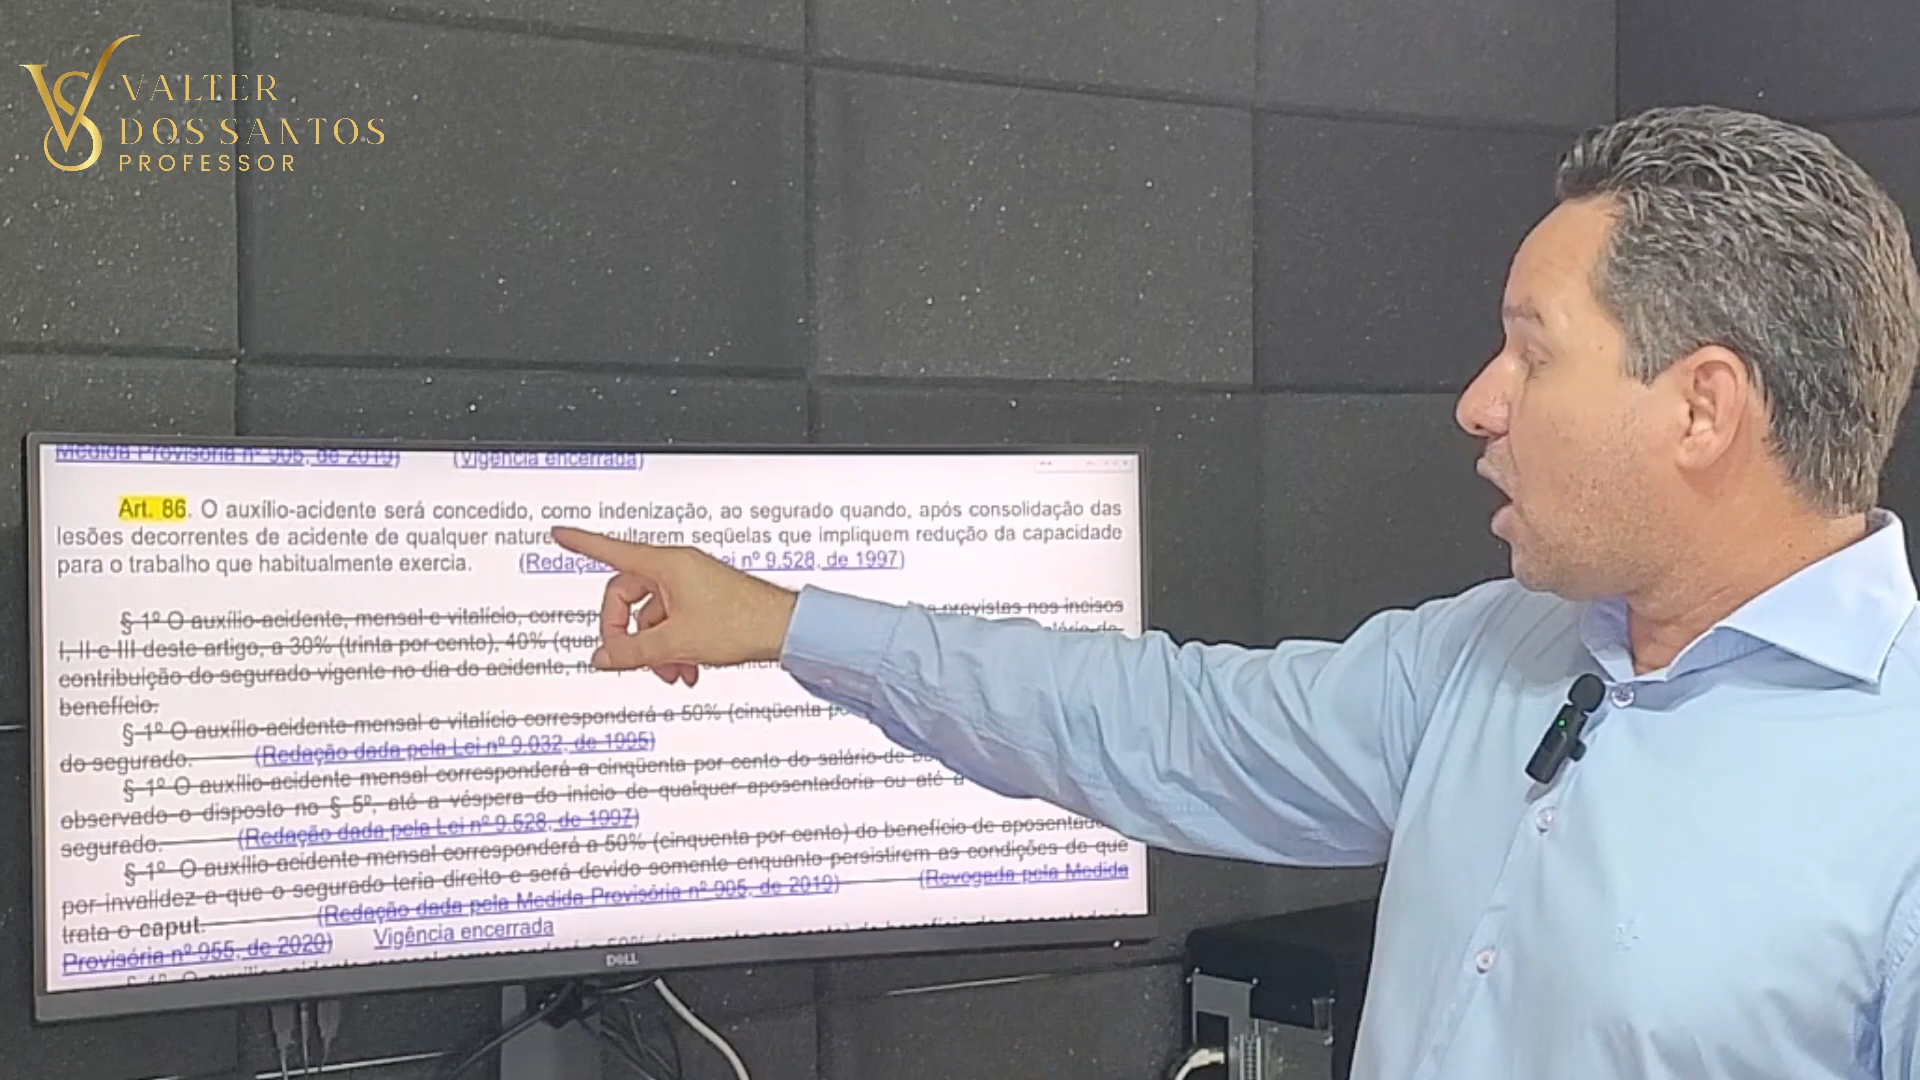 VALTER
DOS SANTOS
PROFESSOR
Medida Provisória nº 905, de 2019) (Vigência encerrada)
Art. 86. O auxílio-acidente será concedido, como indenização, ao segurado quando, após consolidação das
lesões decorrentes de acidente de qualquer resultarem seqüelas que impliquem redução da capacidade
para o trabalho que habitualmente exercia. (Redação nº 9.528, de 1997)
§ 1º O auxílio-acidente, mensal e vitalício, previstas nos incisos
I, II e III deste artigo, a 30% (trinta por cento), 40%
contribuição do segurado vigente no dia do acidente,
benefício.
§ 1º O auxílio-acidente mensal e vitalício corresponderá a 50% (cinqüenta
do segurado. (Redação dada pela Lei nº 9.032, de 1995)
§ 1º O auxílio-acidente mensal corresponderá a cinqüenta por cento do salário-de
observado o disposto no § 5º, até a véspera do início de qualquer aposentadoria ou até a
segurado. (Redação dada pela Lei nº 9.528, de 1997)
§ 1º O auxílio-acidente mensal corresponderá a 50% (cinquenta por cento) do benefício de
por invalidez a que o segurado teria direito e será devido somente enquanto persistirem as condições de que
trata o caput. (Redação dada pela Medida Provisória nº 905, de 2019) (Revogada pela Medida
Provisória nº 955, de 2020) Vigência encerrada
DELL